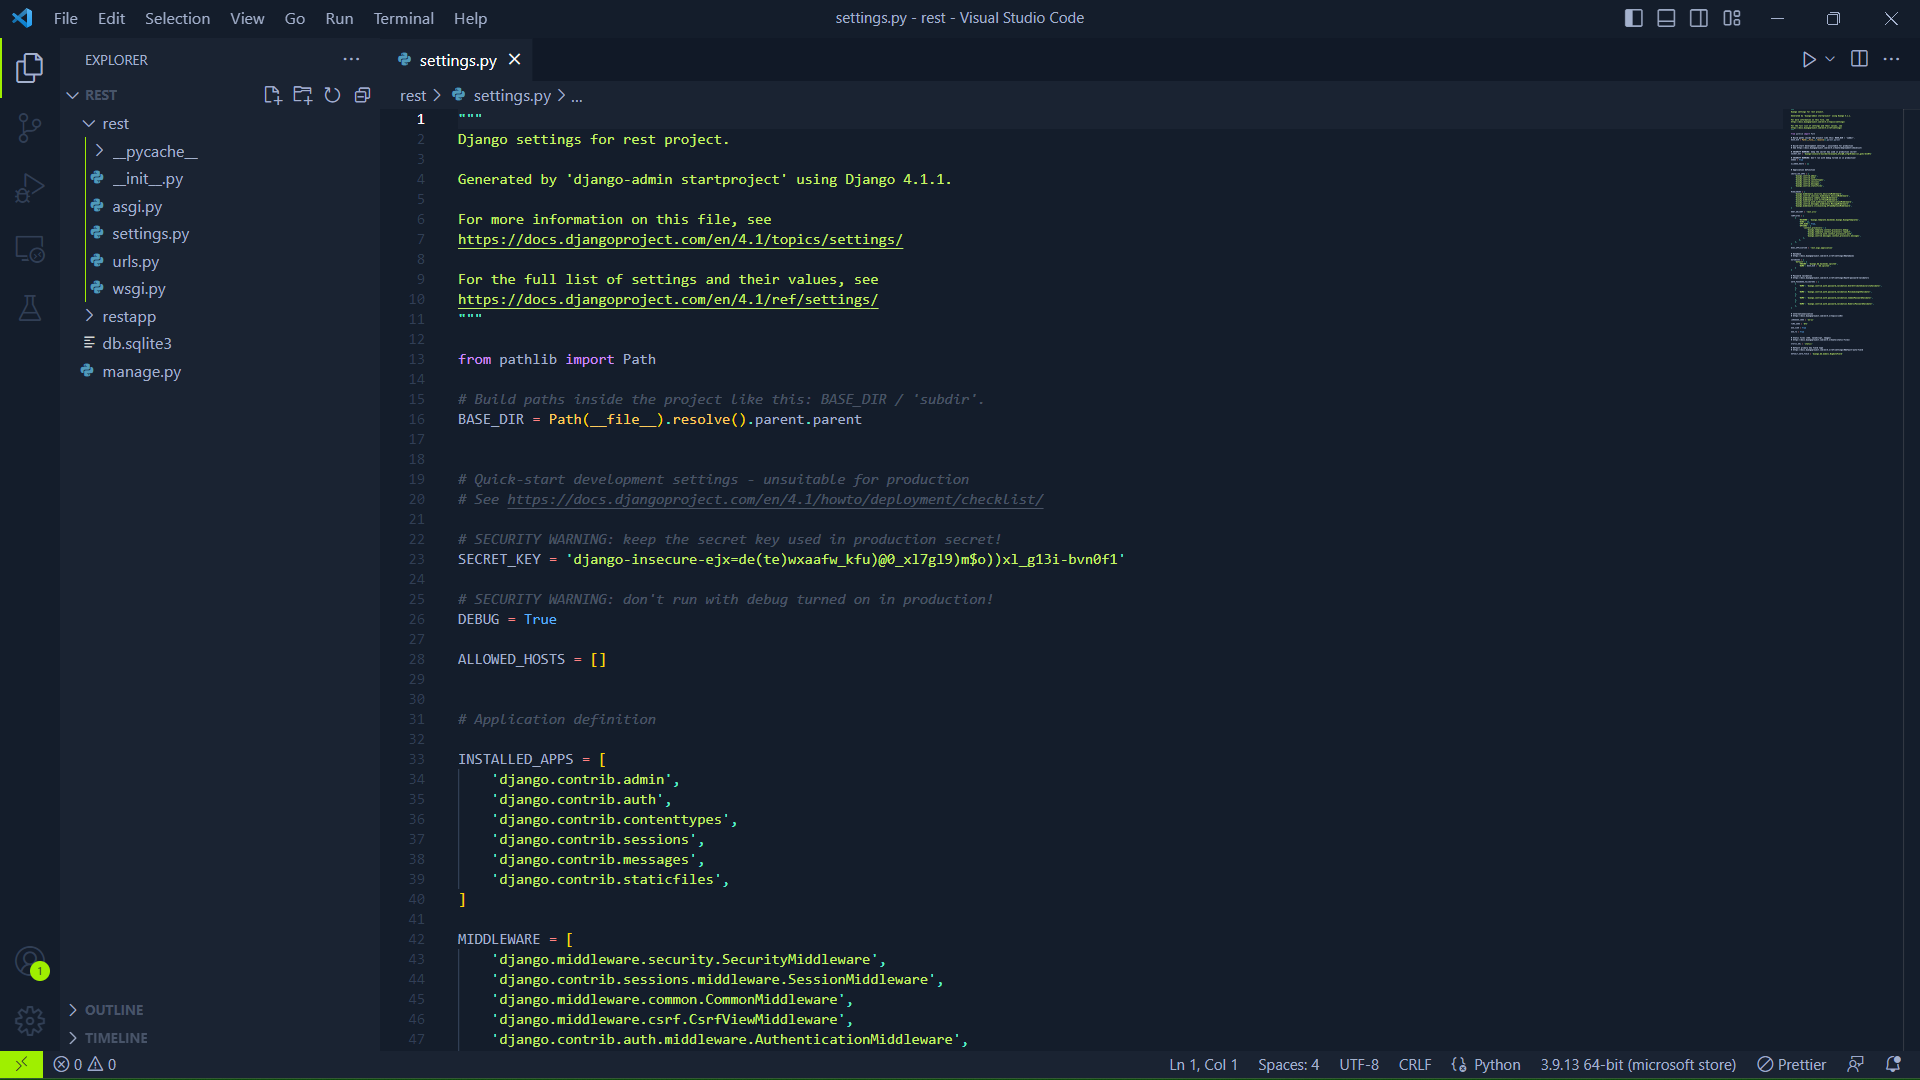 File Edit Selection View Go Run Terminal Help
settings.py - rest - Visual Studio Code
EXPLORER
REST
rest
__pycache__
__init__.py
asgi.py
settings.py
urls.py
wsgi.py
restapp
db.sqlite3
manage.py
OUTLINE
TIMELINE
1
settings.py
rest > settings.py > ...
1 """
2 Django settings for rest project.
3
4 Generated by 'django-admin startproject' using Django 4.1.1.
5
6 For more information on this file, see
7 https://docs.djangoproject.com/en/4.1/topics/settings/
8
9 For the full list of settings and their values, see
10 https://docs.djangoproject.com/en/4.1/ref/settings/
11 """
12
13 from pathlib import Path
14
15 # Build paths inside the project like this: BASE_DIR / 'subdir'.
16 BASE_DIR = Path(__file__).resolve().parent.parent
17
18
19 # Quick-start development settings - unsuitable for production
20 # See https://docs.djangoproject.com/en/4.1/howto/deployment/checklist/
21
22 # SECURITY WARNING: keep the secret key used in production secret!
23 SECRET_KEY = 'django-insecure-ejx=de(te)wxaafw_kfu)@0_xl7gl9)m$o))xl_g13i-bvn0f1'
24
25 # SECURITY WARNING: don't run with debug turned on in production!
26 DEBUG = True
27
28 ALLOWED_HOSTS = []
29
30
31 # Application definition
32
33 INSTALLED_APPS = [
34 'django.contrib.admin',
35 'django.contrib.auth',
36 'django.contrib.contenttypes',
37 'django.contrib.sessions',
38 'django.contrib.messages',
39 'django.contrib.staticfiles',
40 ]
41
42 MIDDLEWARE = [
43 'django.middleware.security.SecurityMiddleware',
44 'django.contrib.sessions.middleware.SessionMiddleware',
45 'django.middleware.common.CommonMiddleware',
46 'django.middleware.csrf.CsrfViewMiddleware',
47 'django.contrib.auth.middleware.AuthenticationMiddleware',
0 0
Ln 1, Col 1 Spaces: 4 UTF-8 CRLF Python 3.9.13 64-bit (microsoft store) Prettier